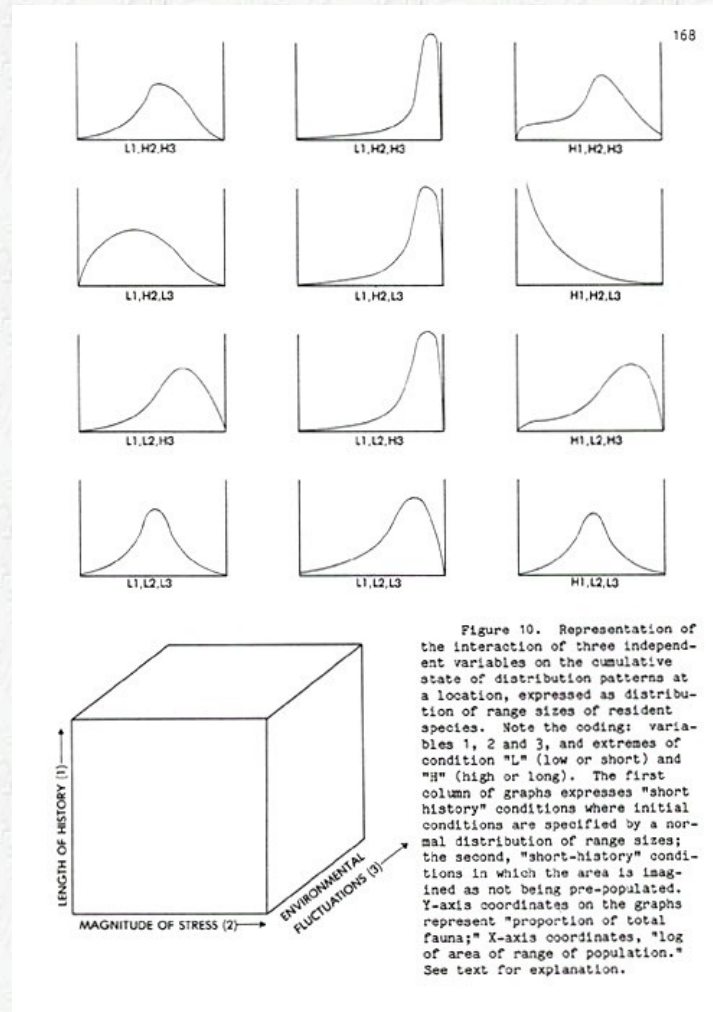 168
L1,H2,H3
L1,H2,H3
H1,H2,H3
L1,H2,L3
L1,H2,L3
H1,H2,L3
L1,L2,H3
L1,L2,H3
H1,L2,H3
L1,L2,L3
L1,L2,L3
H1,L2,L3
LENGTH OF HISTORY (1)
MAGNITUDE OF STRESS (2)
ENVIRONMENTAL
FLUCTUATIONS (3)
Figure 10. Representation of
the interaction of three independ-
ent variables on the cumulative
state of distribution patterns at
a location, expressed as distribu-
tion of range sizes of resident
species. Note the coding: varia-
bles 1, 2 and 3, and extremes of
condition "L" (low or short) and
"H" (high or long). The first
column of graphs expresses "short
history" conditions where initial
conditions are specified by a nor-
mal distribution of range sizes;
the second, "short-history" condi-
tions in which the area is imag-
ined as not being pre-populated.
Y-axis coordinates on the graphs
represent "proportion of total
fauna;" X-axis coordinates, "log
of area of range of population."
See text for explanation.